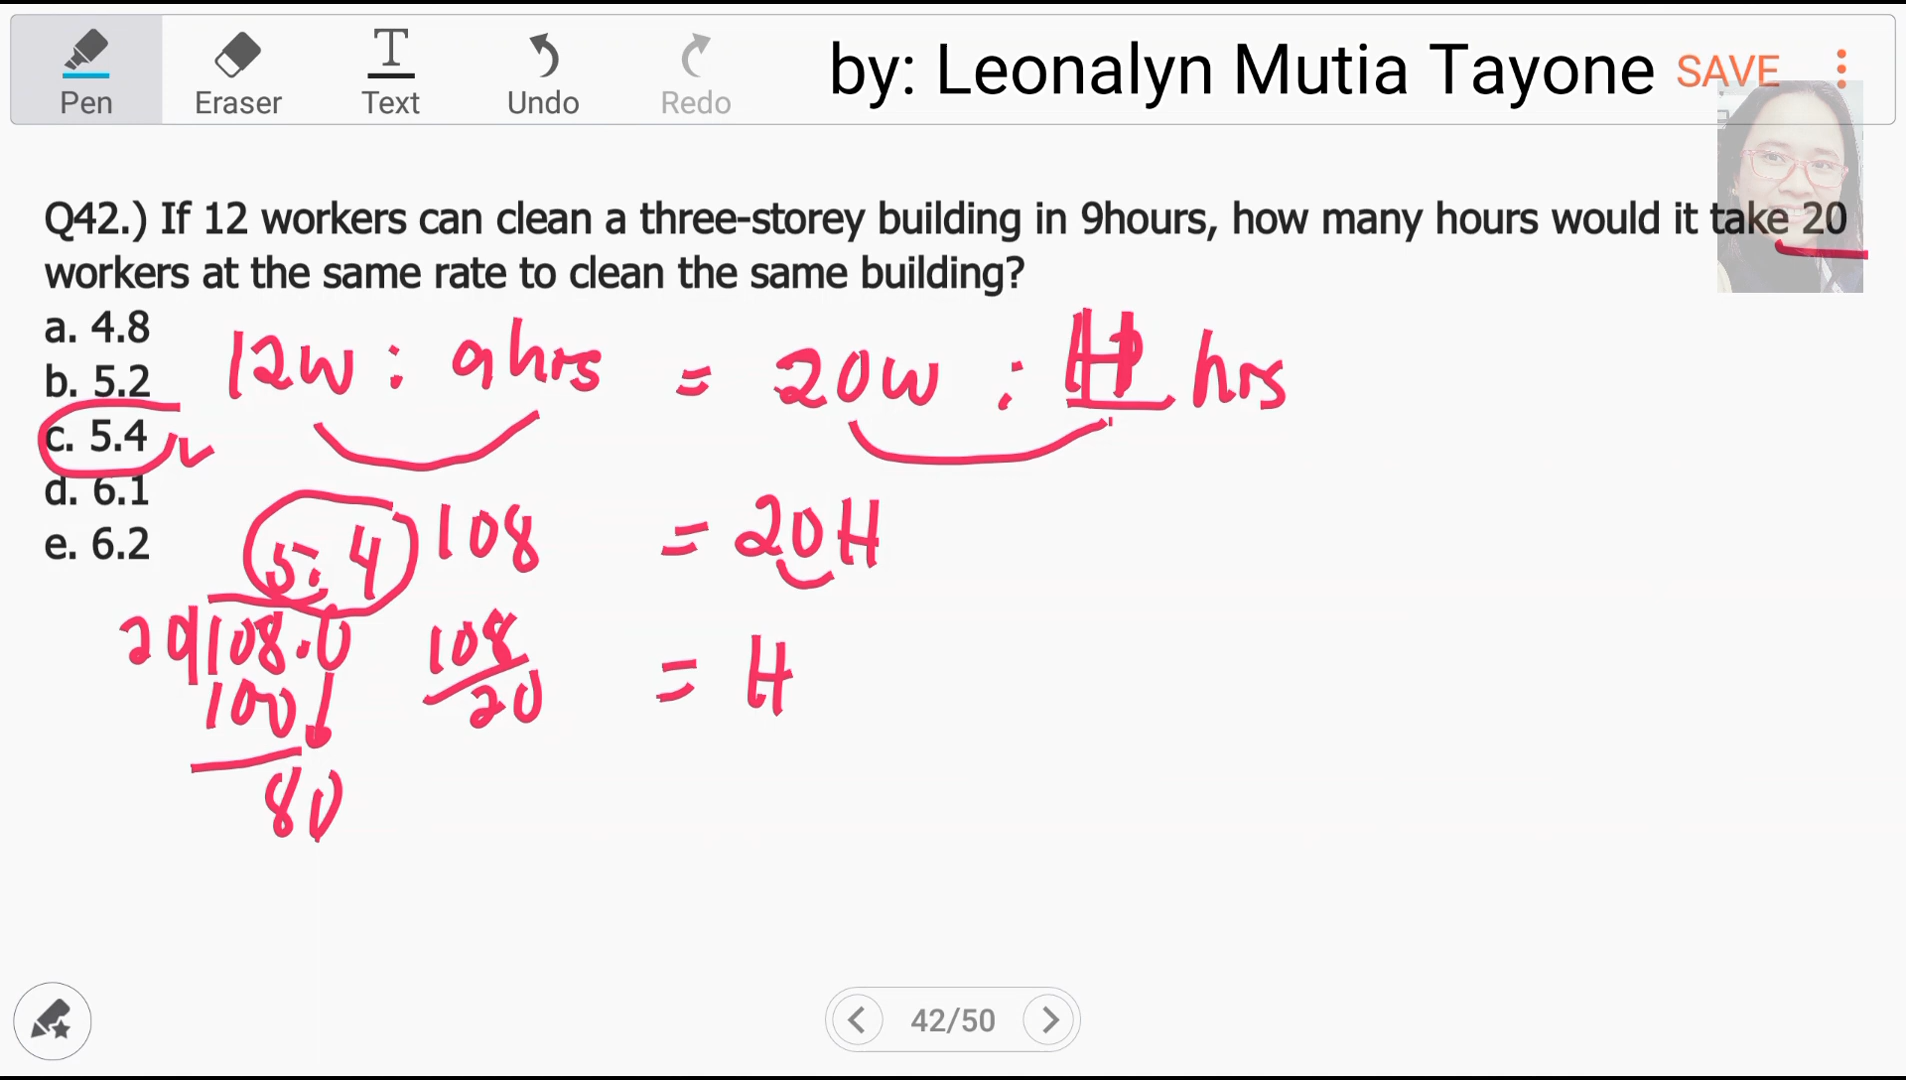 Pen Eraser Text Undo Redo by: Leonalyn Mutia Tayone SAVE
Q42.) If 12 workers can clean a three-storey building in 9hours, how many hours would it take 20
workers at the same rate to clean the same building?
a. 4.8
12w : 9hrs = 20w : H hrs
b. 5.2
c. 5.4
d. 6.1
e. 6.2
5.4
108 = 20H
20 108.0
108/20 = H
100
80
42/50